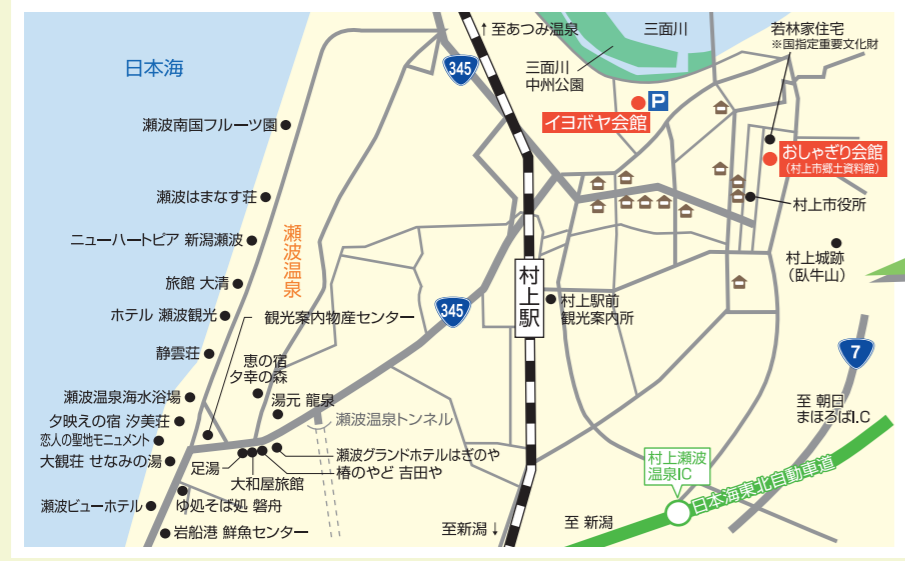 ↑至あつみ温泉
三面川
若林家住宅
※国指定重要文化財
日本海
345
三面川
中州公園
P
イヨボヤ会館
瀬波南国フルーツ園
おしゃぎり会館
(村上市郷土資料館)
瀬波はまなす荘
村上市役所
ニューハートピア 新潟瀬波
瀬波温泉
村上城跡
(臥牛山)
旅館 大清
村上駅
村上駅前
観光案内所
ホテル 瀬波観光
観光案内物産センター
345
静雲荘
7
恵の宿
夕幸の森
瀬波温泉海水浴場
湯元 龍泉
至 朝日
まほろばI.C
夕映えの宿 汐美荘
瀬波温泉トンネル
恋人の聖地モニュメント
大観荘 せなみの湯
足湯
瀬波グランドホテルはぎのや
村上瀬波
温泉IC
大和屋旅館
椿のやど 吉田や
日本海東北自動車道
瀬波ビューホテル
ゆ処そば処 磐舟
岩船港 鮮魚センター
至新潟↓
至 新潟